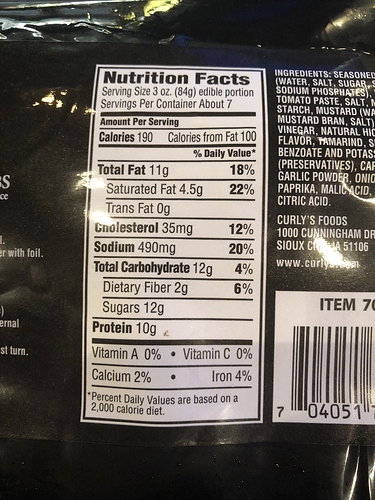 Nutrition Facts
Serving Size 3 oz. (84g) edible portion
Servings Per Container About 7
Amount Per Serving
Calories 190 Calories from Fat 100
% Daily Value*
Total Fat 11g 18%
Saturated Fat 4.5g 22%
Trans Fat 0g
Cholesterol 35mg 12%
Sodium 490mg 20%
Total Carbohydrate 12g 4%
Dietary Fiber 2g 6%
Sugars 12g
Protein 10g
Vitamin A 0% • Vitamin C 0%
Calcium 2% • Iron 4%
*Percent Daily Values are based on a
2,000 calorie diet.
INGREDIENTS: SEASONED
(WATER, SALT, SUGAR,
SODIUM PHOSPHATES)
TOMATO PASTE, SALT,
STARCH, MUSTARD (WA
MUSTARD BRAN, SALT)
VINEGAR, NATURAL HIC
FLAVOR, TAMARIND,
BENZOATE AND POTAS
(PRESERVATIVES), CAR
GARLIC POWDER, ONIO
PAPRIKA, MALIC ACID,
CITRIC ACID.
CURLY'S FOODS
1000 CUNNINGHAM DR
SIOUX CI IA 51106
www.curlys.com
ITEM 70
7 04051
er with foil.
ernal
st turn.